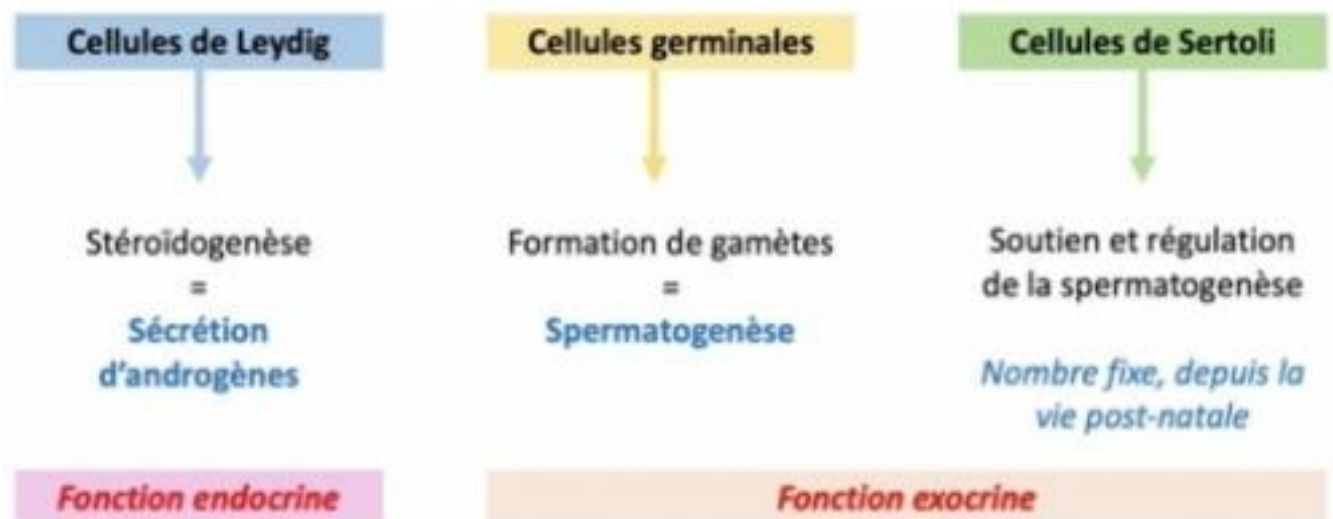 Cellules de Leydig
Cellules germinales
Cellules de Sertoli
Stéroïdogenèse
=
Sécrétion
d'androgènes
Formation de gamètes
=
Spermatogenèse
Soutien et régulation
de la spermatogenèse
Nombre fixe, depuis la
vie post-natale
Fonction endocrine
Fonction exocrine